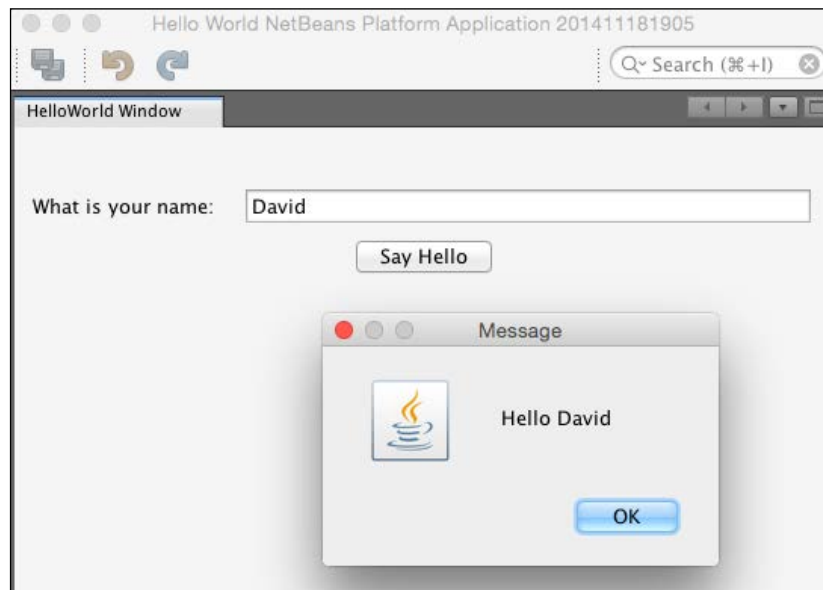 Hello World NetBeans Platform Application 201411181905
Search (⌘+I)
HelloWorld Window
What is your name: David
Say Hello
Message
Hello David
OK